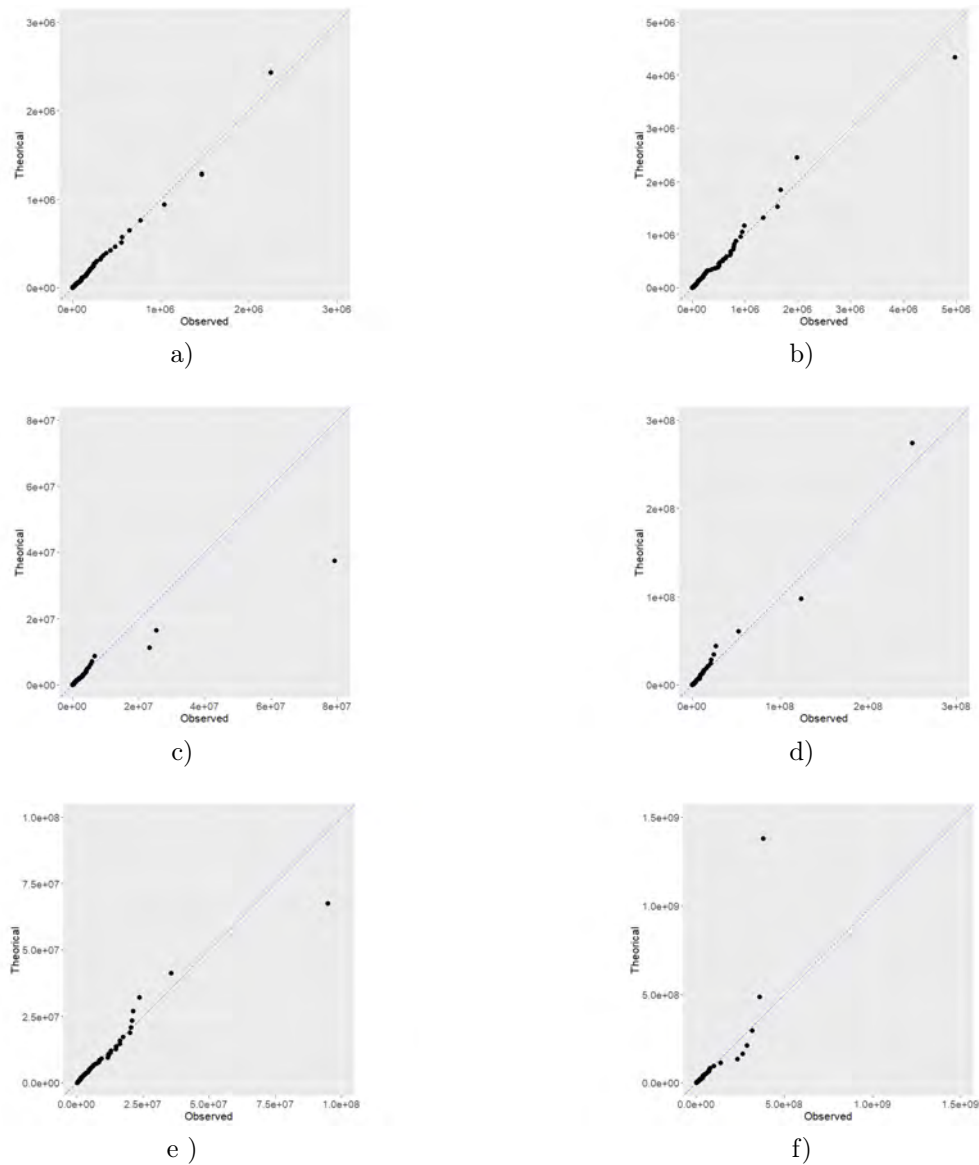 3e+06
2e+06
1e+06
0e+00
Theorical
0e+00 1e+06 2e+06 3e+06
Observed
a)
5e+06
4e+06
3e+06
2e+06
1e+06
0e+00
Theorical
0e+00 1e+06 2e+06 3e+06 4e+06 5e+06
Observed
b)
8e+07
6e+07
4e+07
2e+07
0e+00
Theorical
0e+00 2e+07 4e+07 6e+07 8e+07
Observed
c)
3e+08
2e+08
1e+08
0e+00
Theorical
0e+00 1e+08 2e+08 3e+08
Observed
d)
1.0e+08
7.5e+07
5.0e+07
2.5e+07
0.0e+00
Theorical
0.0e+00 2.5e+07 5.0e+07 7.5e+07 1.0e+08
Observed
e )
1.5e+09
1.0e+09
5.0e+08
0.0e+00
Theorical
0.0e+00 5.0e+08 1.0e+09 1.5e+09
Observed
f)